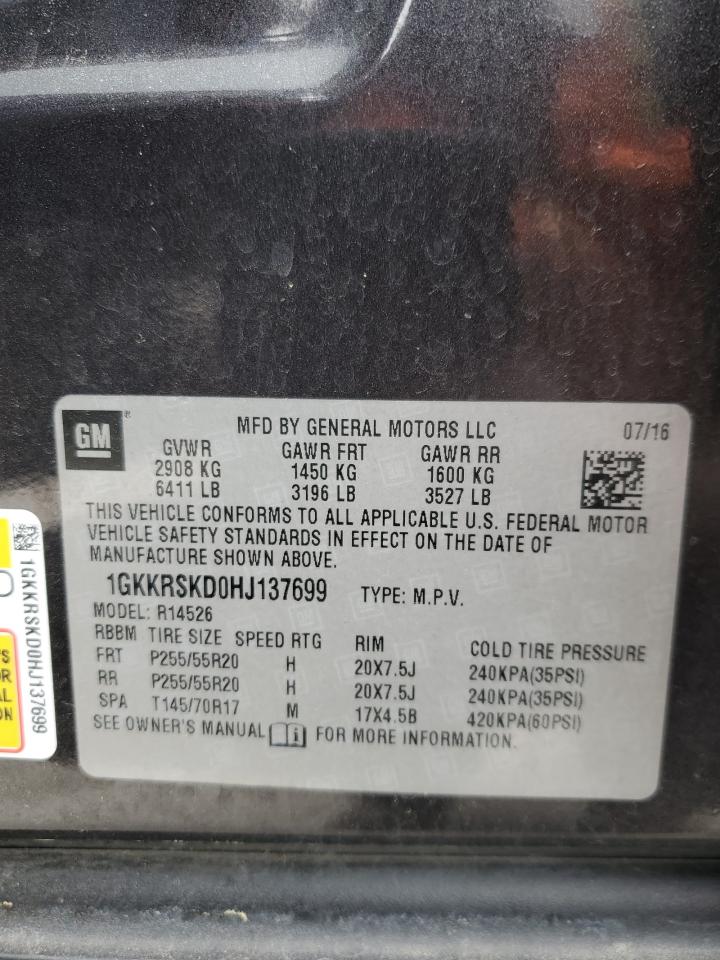 GM
®
MFD BY GENERAL MOTORS LLC 07/16
GVWR GAWR FRT GAWR RR
2908 KG 1450 KG 1600 KG
6411 LB 3196 LB 3527 LB
THIS VEHICLE CONFORMS TO ALL APPLICABLE U.S. FEDERAL MOTOR
VEHICLE SAFETY STANDARDS IN EFFECT ON THE DATE OF
MANUFACTURE SHOWN ABOVE.
1GKKRSKD0HJ137699 TYPE: M.P.V.
MODEL: R14526
RBBM TIRE SIZE SPEED RTG RIM COLD TIRE PRESSURE
FRT P255/55R20 H 20X7.5J 240KPA(35PSI)
RR P255/55R20 H 20X7.5J 240KPA(35PSI)
SPA T145/70R17 M 17X4.5B 420KPA(60PSI)
SEE OWNER'S MANUAL i FOR MORE INFORMATION.
1GKKRSKD0HJ137699